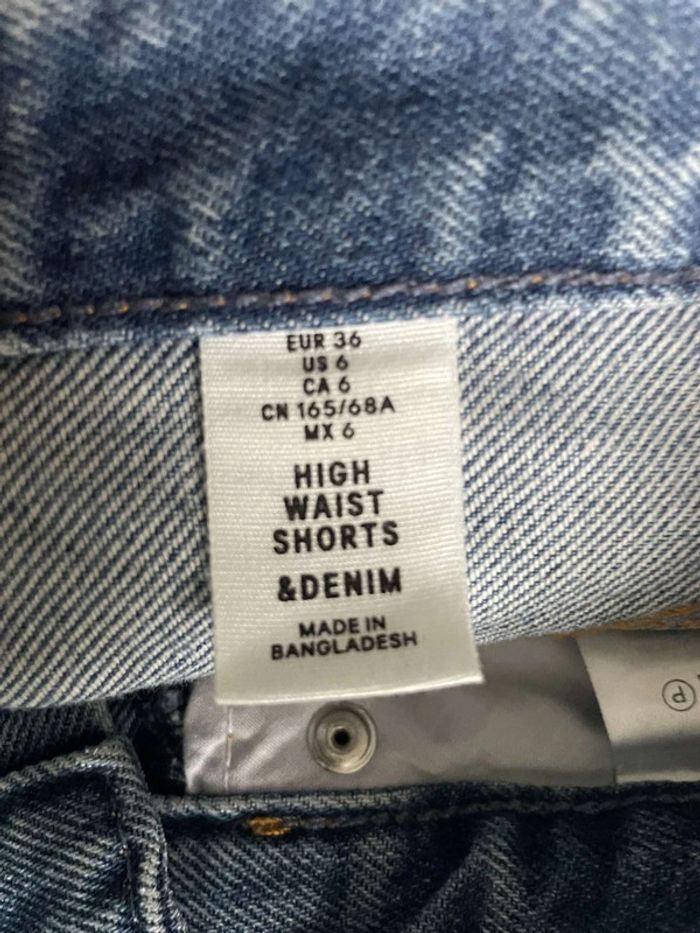 EUR 36
US 6
CA 6
CN 165/68A
MX 6
HIGH
WAIST
SHORTS
&DENIM
MADE IN
BANGLADESH
P